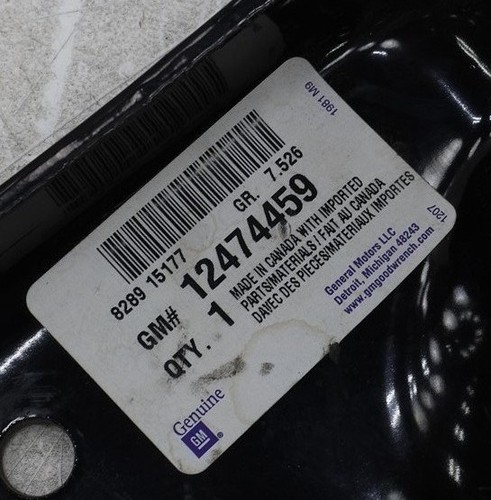 1981 M9
GR. 7.526
8289 15177
GM# 12474459
QTY. 1
MADE IN CANADA WITH IMPORTED
PARTS/MATERIALS / FAIT AU CANADA
DAVEC DES PIECES/MATERIAUX IMPORTES
General Motors LLC
Detroit, Michigan 48243
www.gmgoodwrench.com
1207
Genuine
GM